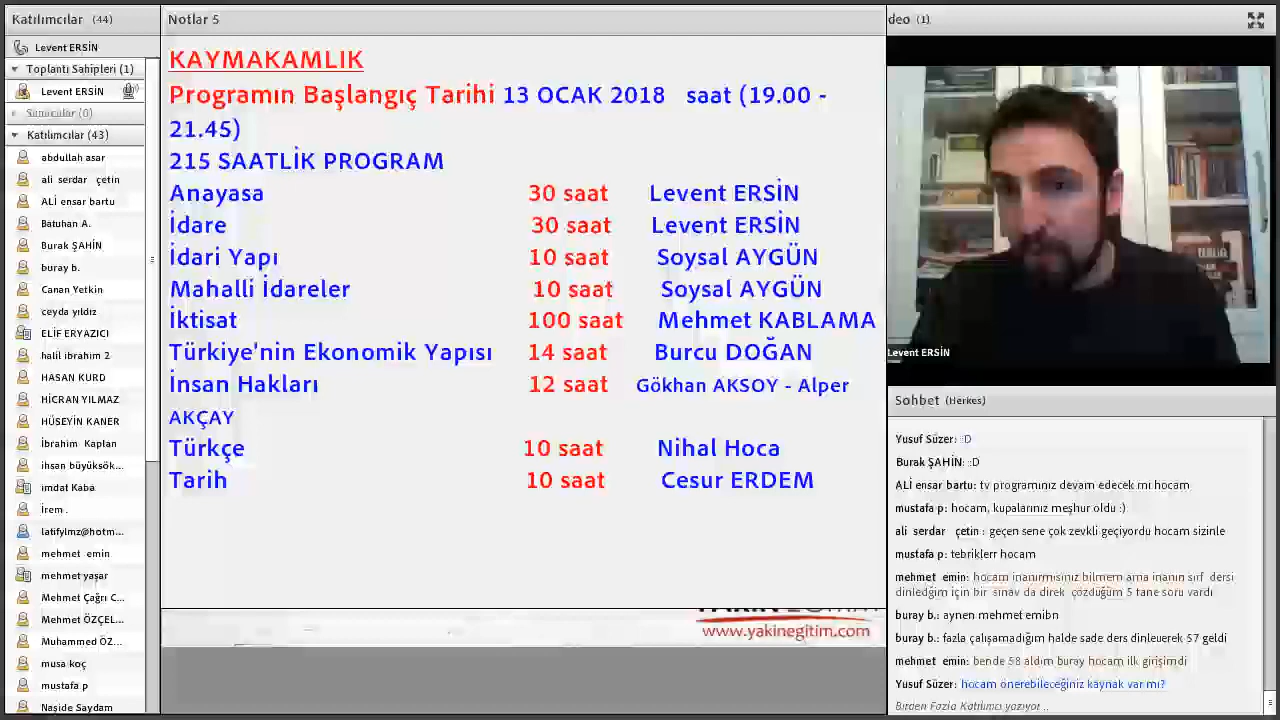 Katılımcılar (44)
Levent ERSİN
Toplantı Sahipleri (1)
Levent ERSİN
Sunucular (0)
Katılımcılar (43)
abdullah asar
ali serdar çetin
ALİ ensar bartu
Batuhan A.
Burak ŞAHİN
buray b.
Canan Yetkin
ceyda yıldız
ELİF ERYAZICI
halil ibrahim 2
HASAN KURD
HİCRAN YILMAZ
HÜSEYİN KANER
İbrahim Kaplan
ihsan büyüksök...
imdat Kaba
İrem .
latifylmz@hotm...
mehmet emin
mehmet yaşar
Mehmet Çağrı C...
Mehmet ÖZÇEL...
Muhammed ÖZ...
musa koç
mustafa p
Naşide Saydam
Notlar 5
KAYMAKAMLIK
Programın Başlangıç Tarihi 13 OCAK 2018 saat (19.00 -
21.45)
215 SAATLİK PROGRAM
Anayasa 30 saat Levent ERSİN
İdare 30 saat Levent ERSİN
İdari Yapı 10 saat Soysal AYGÜN
Mahalli İdareler 10 saat Soysal AYGÜN
İktisat 100 saat Mehmet KABLAMA
Türkiye'nin Ekonomik Yapısı 14 saat Burcu DOĞAN
İnsan Hakları 12 saat Gökhan AKSOY - Alper
AKÇAY
Türkçe 10 saat Nihal Hoca
Tarih 10 saat Cesur ERDEM
www.yakinegitim.com
deo (1)
Levent ERSİN
Sohbet (Herkes)
Yusuf Süzer: :D
Burak ŞAHİN: :D
ALİ ensar bartu: tv programınız devam edecek mi hocam
mustafa p: hocam, kupalarınız meşhur oldu :)
ali serdar çetin : geçen sene çok zevkli geçiyordu hocam sizinle
mustafa p: tebriklerr hocam
mehmet emin: hocam inanırmısınız bilmem ama inanın sırf dersi
dinledğim için bir sınav da direk çözdüğüm 5 tane soru vardı
buray b.: aynen mehmet emibn
buray b.: fazla çalışamadığım halde sade ders dinleuerek 57 geldi
mehmet emin: bende 58 aldım buray hocam ilk girişimdi
Yusuf Süzer: hocam önerebileceğiniz kaynak var mı?
Birden Fazla Katılımcı yazıyor...